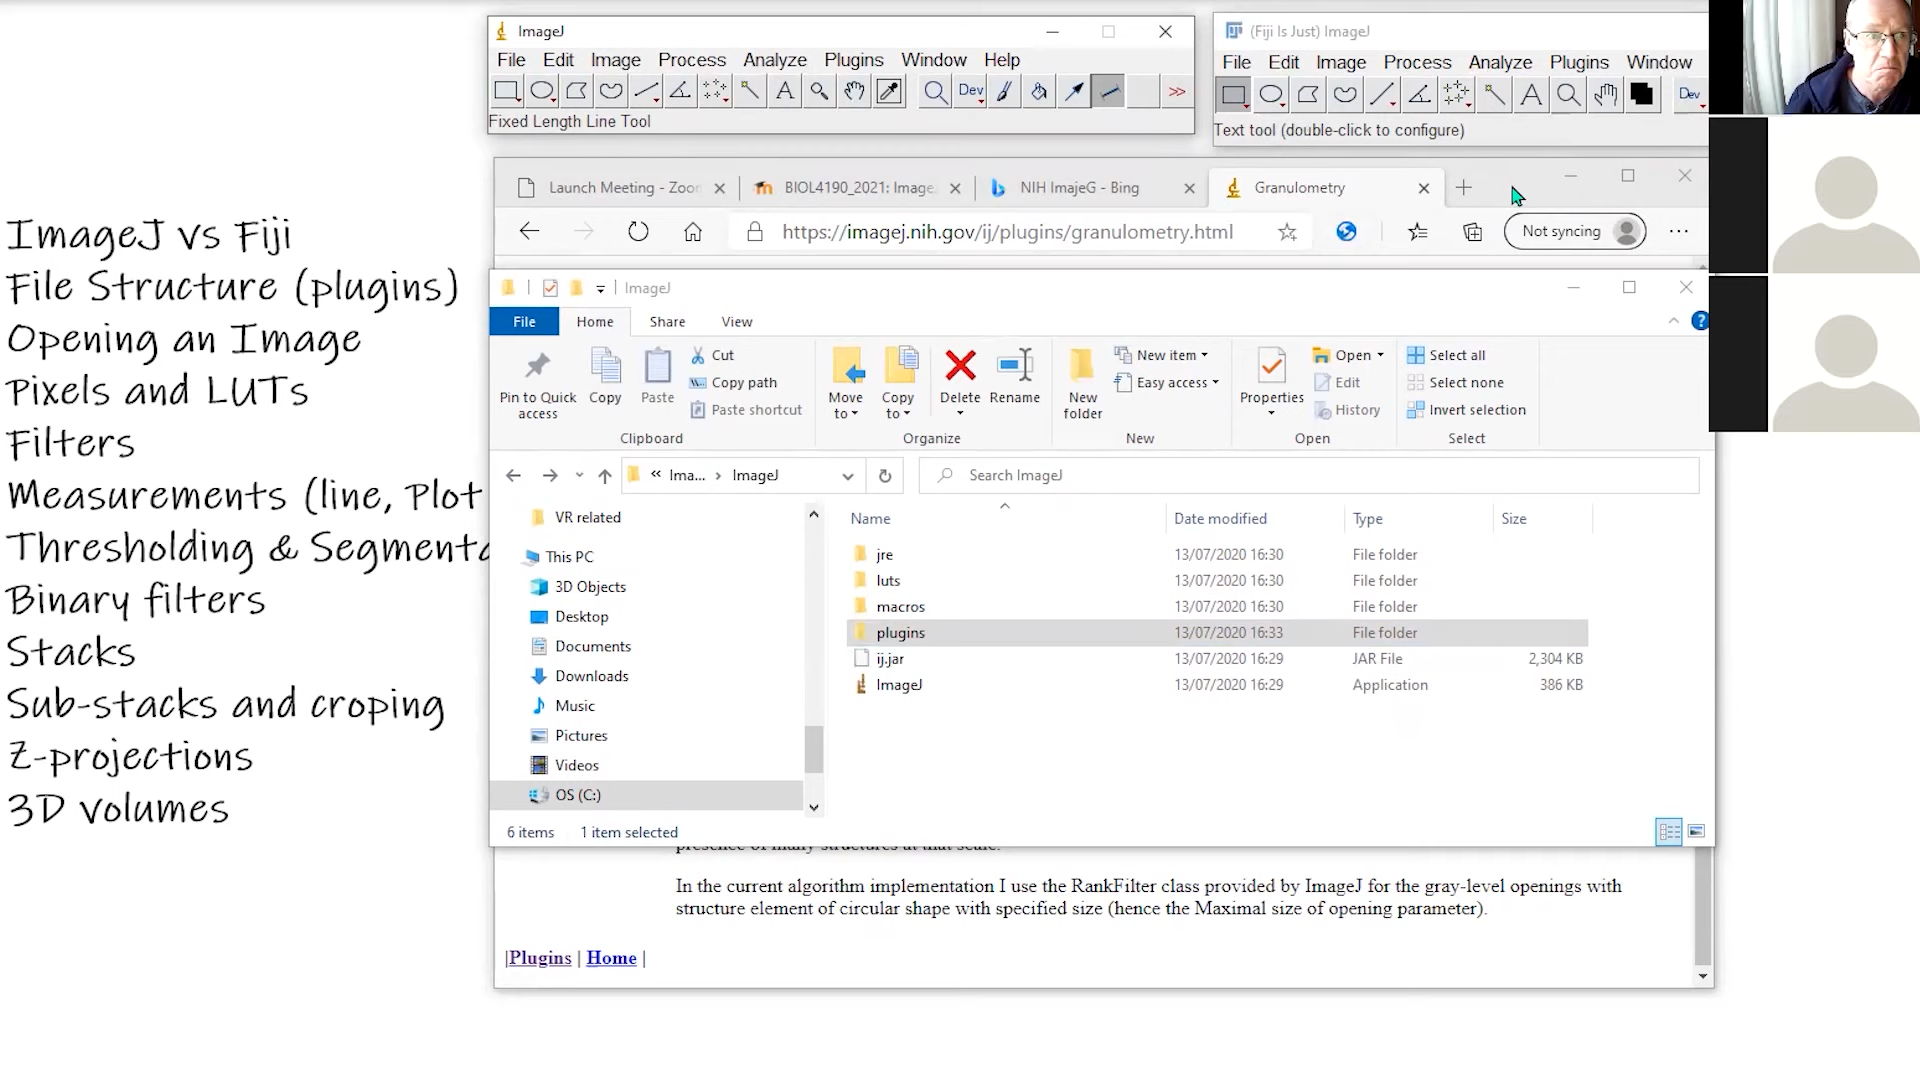 ImageJ vs Fiji
File Structure (plugins)
Opening an Image
Pixels and LUTs
Filters
Measurements (line, Plot
Thresholding & Segmenta
Binary filters
Stacks
Sub-stacks and croping
Z-projections
3D volumes
ImageJ
File Edit Image Process Analyze Plugins Window Help
A Dev >>
Fixed Length Line Tool
(Fiji Is Just) ImageJ
File Edit Image Process Analyze Plugins Window
A Dev
Text tool (double-click to configure)
Launch Meeting - Zoo
BIOL4190_2021: Image
NIH ImajeG - Bing
Granulometry
https://imagej.nih.gov/ij/plugins/granulometry.html
Not syncing
ImageJ
File Home Share View
Pin to Quick access
Copy
Paste
Cut
Copy path
Paste shortcut
Clipboard
Move to
Copy to
Delete
Rename
Organize
New folder
New item
Easy access
New
Properties
Open
Edit
History
Open
Select all
Select none
Invert selection
Select
« Ima... › ImageJ
Search ImageJ
VR related
This PC
3D Objects
Desktop
Documents
Downloads
Music
Pictures
Videos
OS (C:)
Name Date modified Type Size
jre 13/07/2020 16:30 File folder
luts 13/07/2020 16:30 File folder
macros 13/07/2020 16:30 File folder
plugins 13/07/2020 16:33 File folder
ij.jar 13/07/2020 16:29 JAR File 2,304 KB
ImageJ 13/07/2020 16:29 Application 386 KB
6 items 1 item selected
presence of many structures at that scale.
In the current algorithm implementation I use the RankFilter class provided by ImageJ for the gray-level openings with
structure element of circular shape with specified size (hence the Maximal size of opening parameter).
|Plugins | Home |